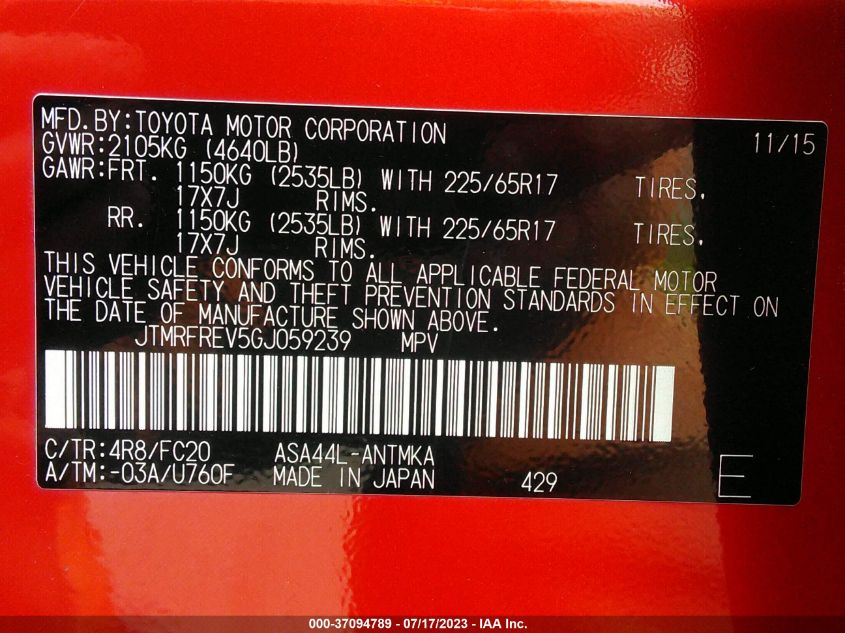 MFD.BY:TOYOTA MOTOR CORPORATION 11/15
GVWR:2105KG (4640LB)
GAWR:FRT. 1150KG (2535LB) WITH 225/65R17 TIRES,
17X7J RIMS.
RR. 1150KG (2535LB) WITH 225/65R17 TIRES,
17X7J RIMS.
THIS VEHICLE CONFORMS TO ALL APPLICABLE FEDERAL MOTOR
VEHICLE SAFETY AND THEFT PREVENTION STANDARDS IN EFFECT ON
THE DATE OF MANUFACTURE SHOWN ABOVE.
JTMRFREV5GJ059239 MPV
C/TR:4R8/FC20 ASA44L-ANTMKA
A/TM:-03A/U760F MADE IN JAPAN 429 E
000-37094789 - 07/17/2023 - IAA Inc.